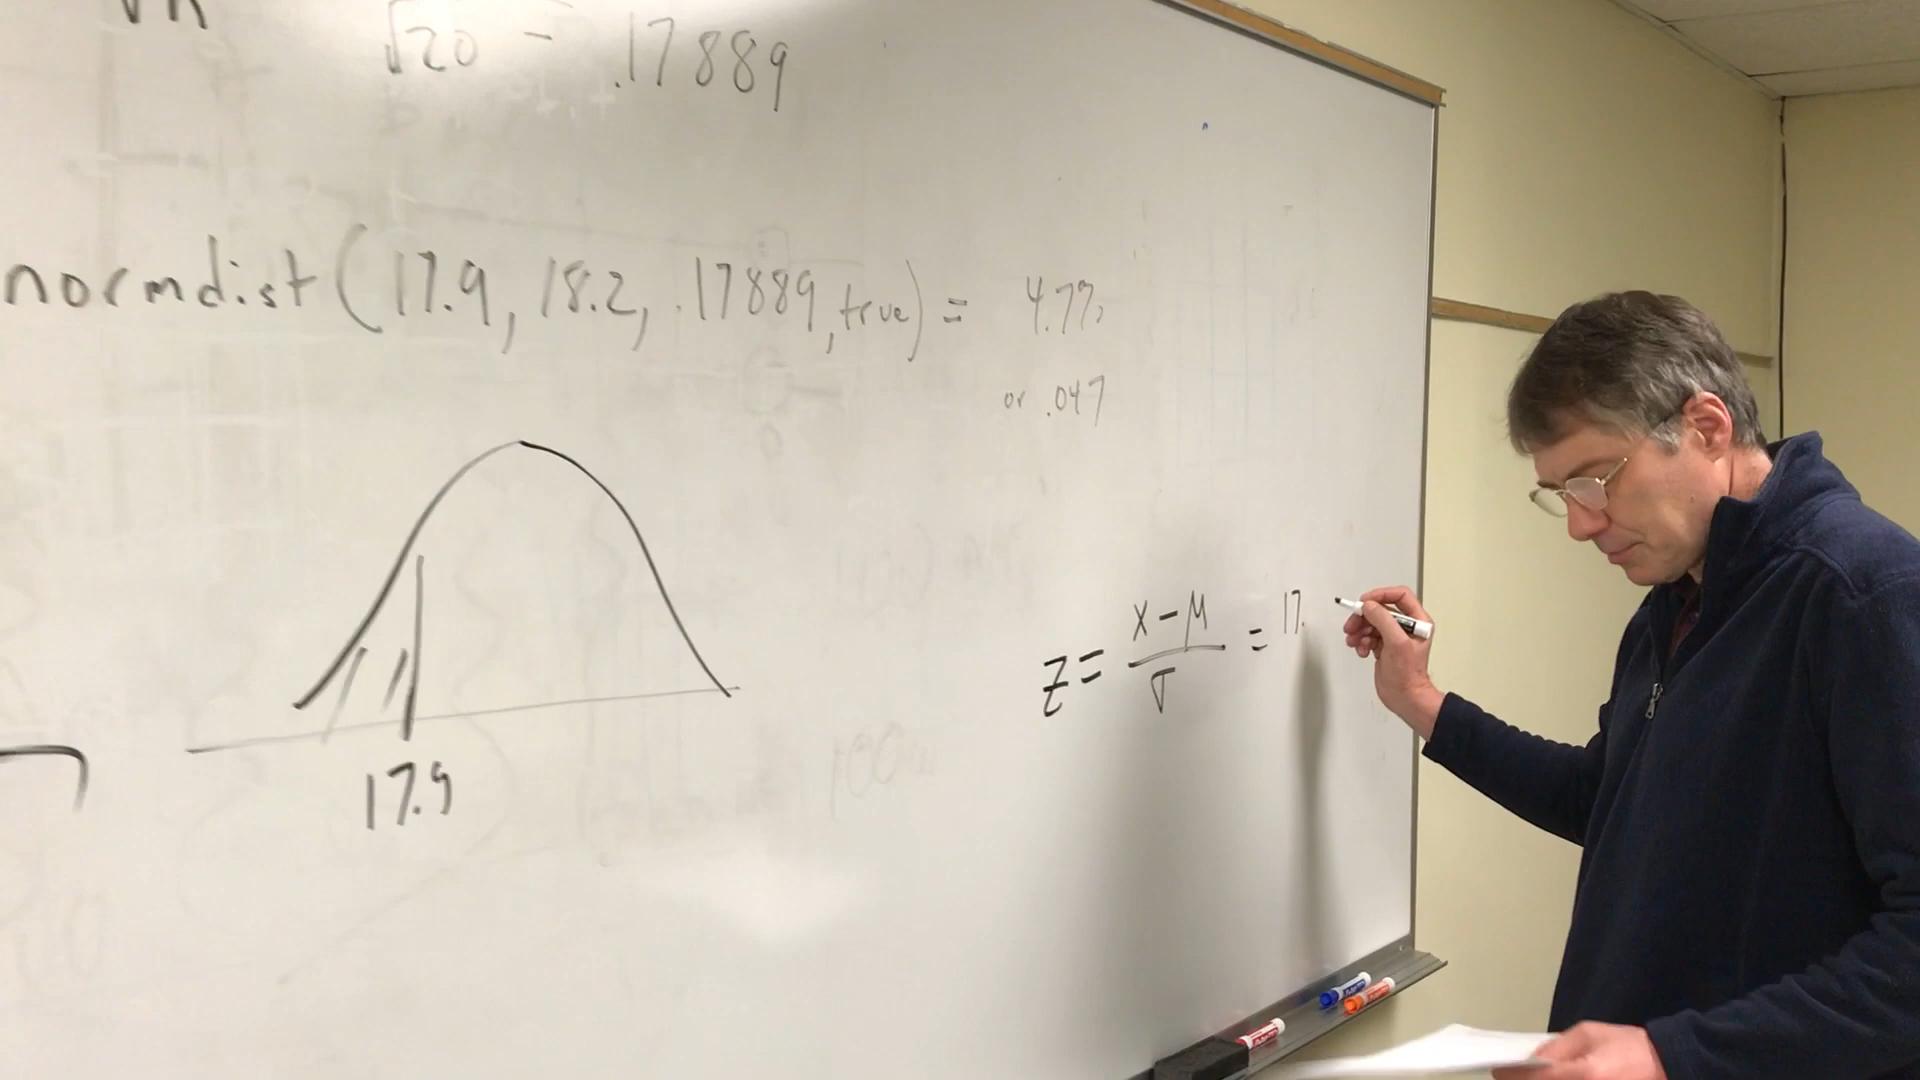 √n
√20 = .17889
normdist(17.9, 18.2, .17889, true) = 4.7%
or .047
17.9
z = x-μ/σ = 17.